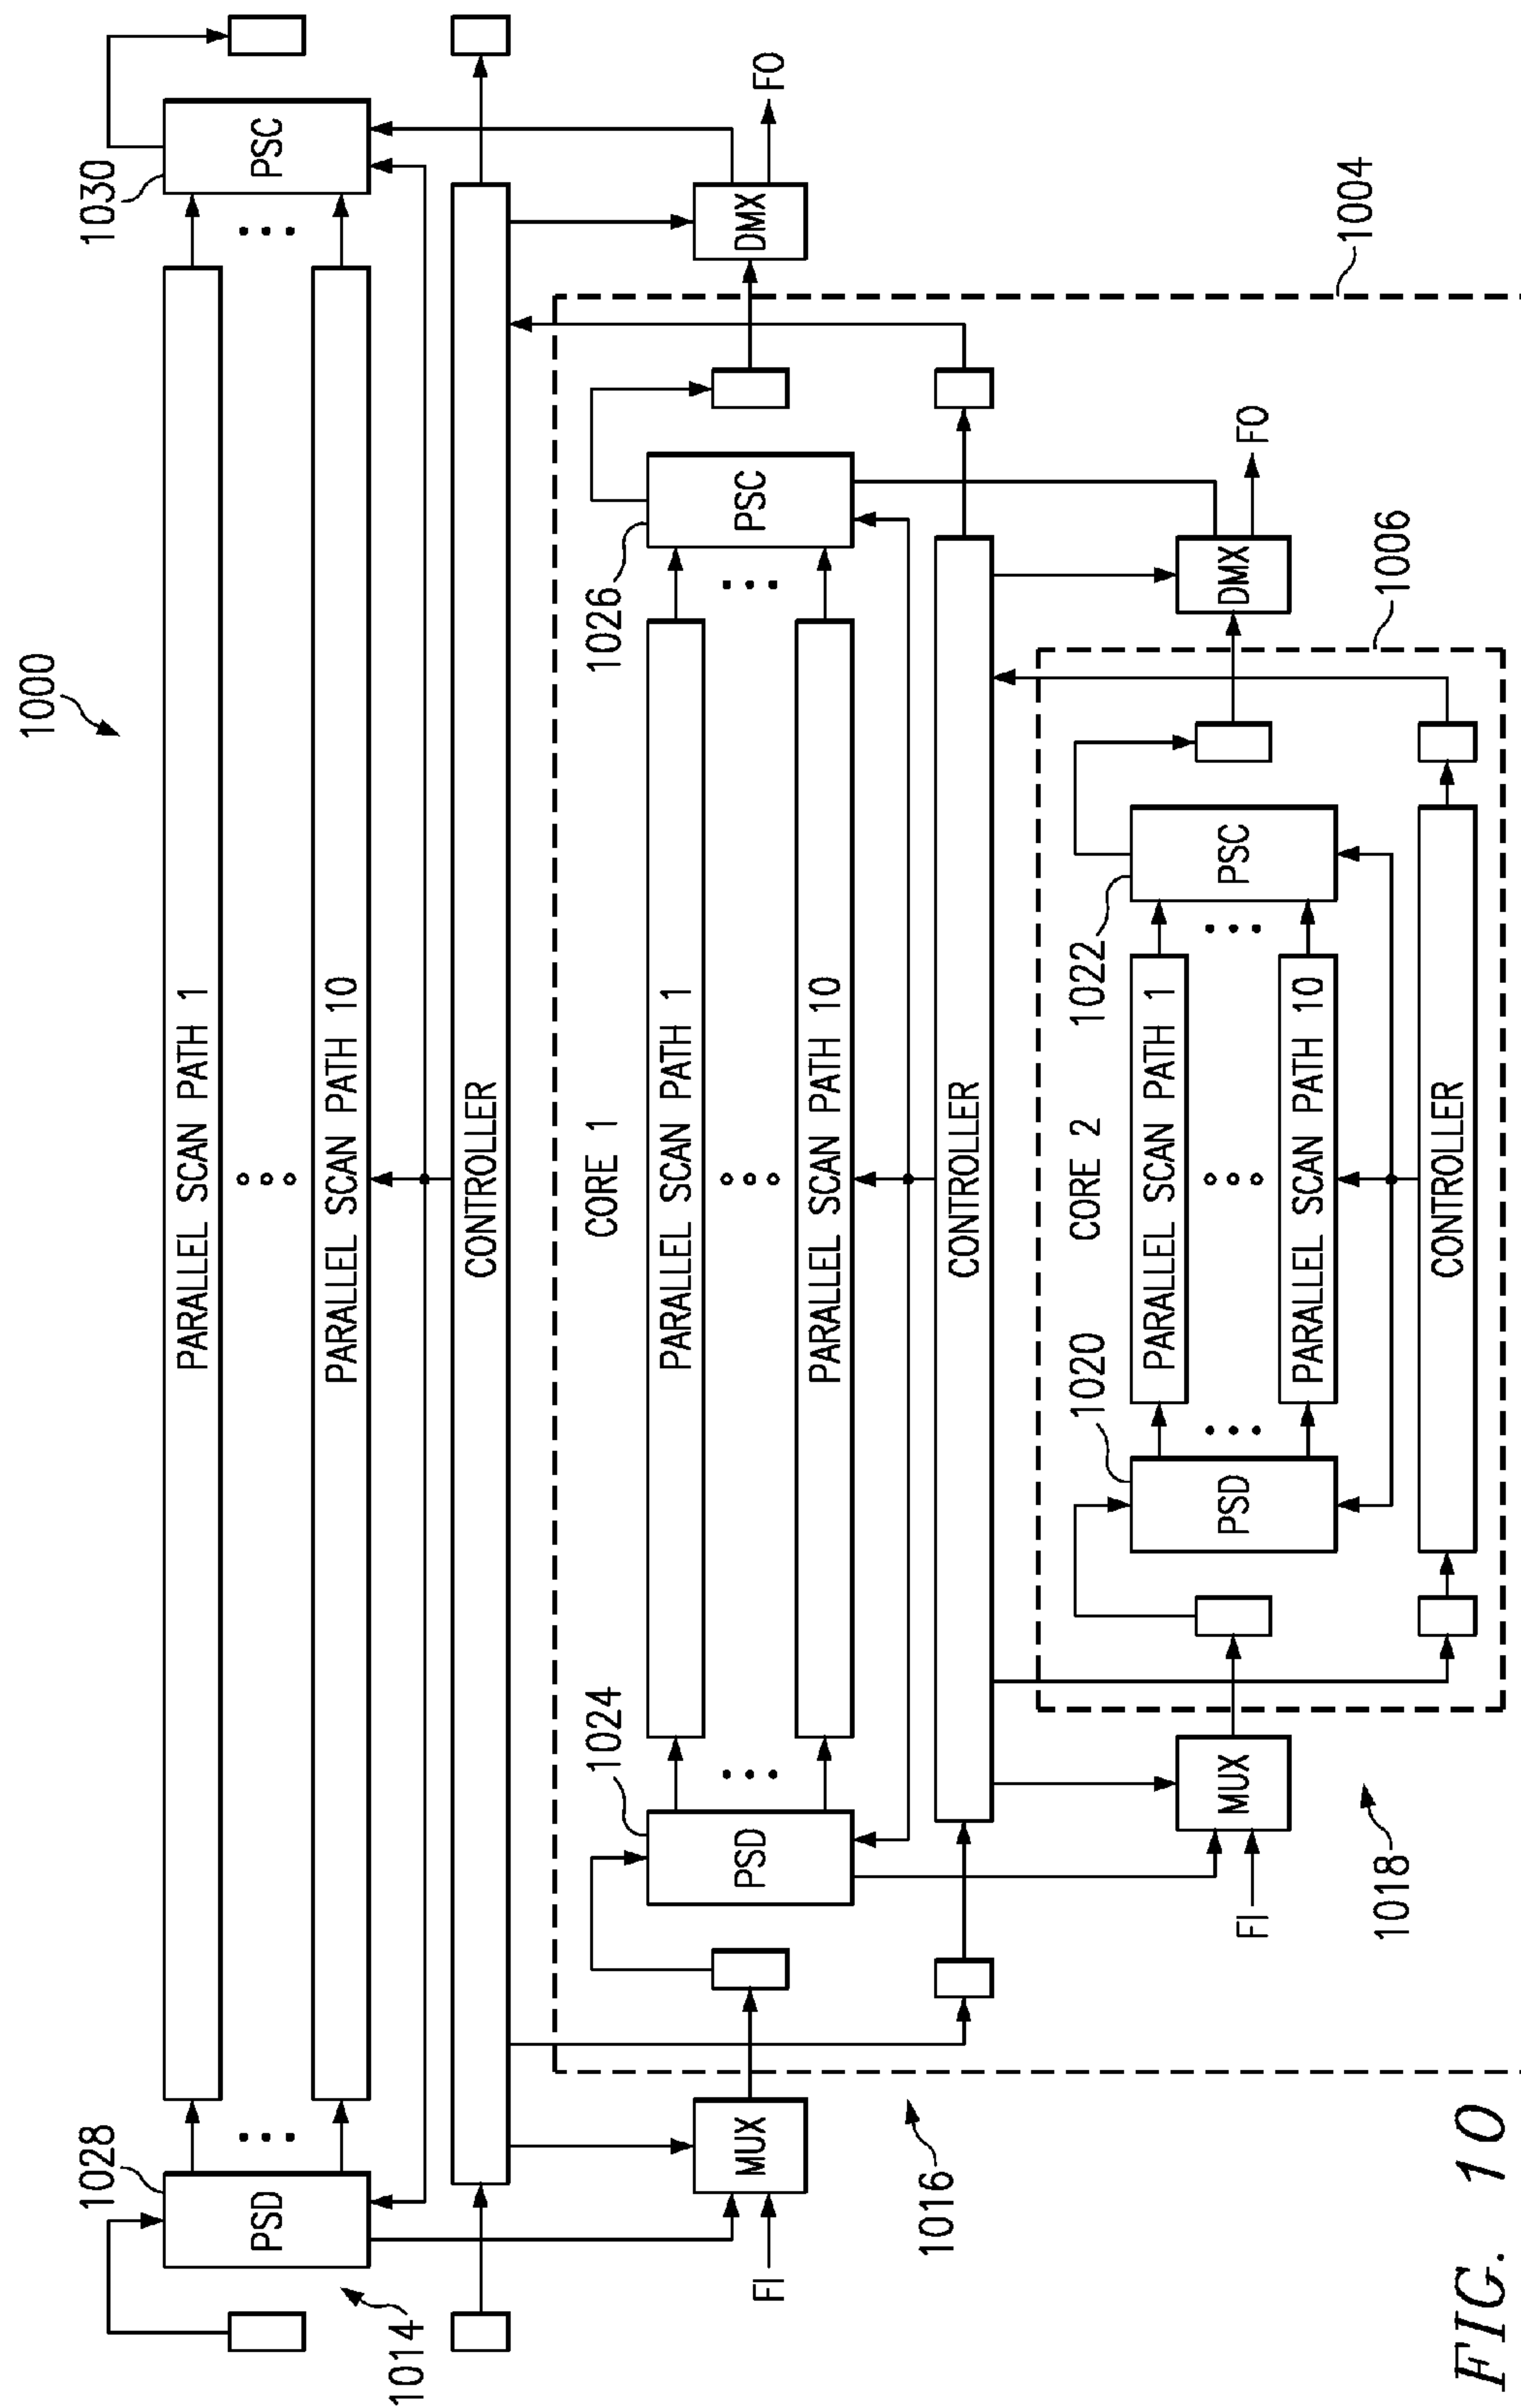 1000
1028
1030
PSD
PARALLEL SCAN PATH 1
PARALLEL SCAN PATH 10
PSC
1014
CONTROLLER
FI
MUX
DMX
FO
1016
1004
CORE 1
1024
1026
PSD
PARALLEL SCAN PATH 1
PARALLEL SCAN PATH 10
PSC
CONTROLLER
FI
MUX
DMX
FO
1018
1006
CORE 2
1020
1022
PSD
PARALLEL SCAN PATH 1
PARALLEL SCAN PATH 10
PSC
CONTROLLER
FIG. 10